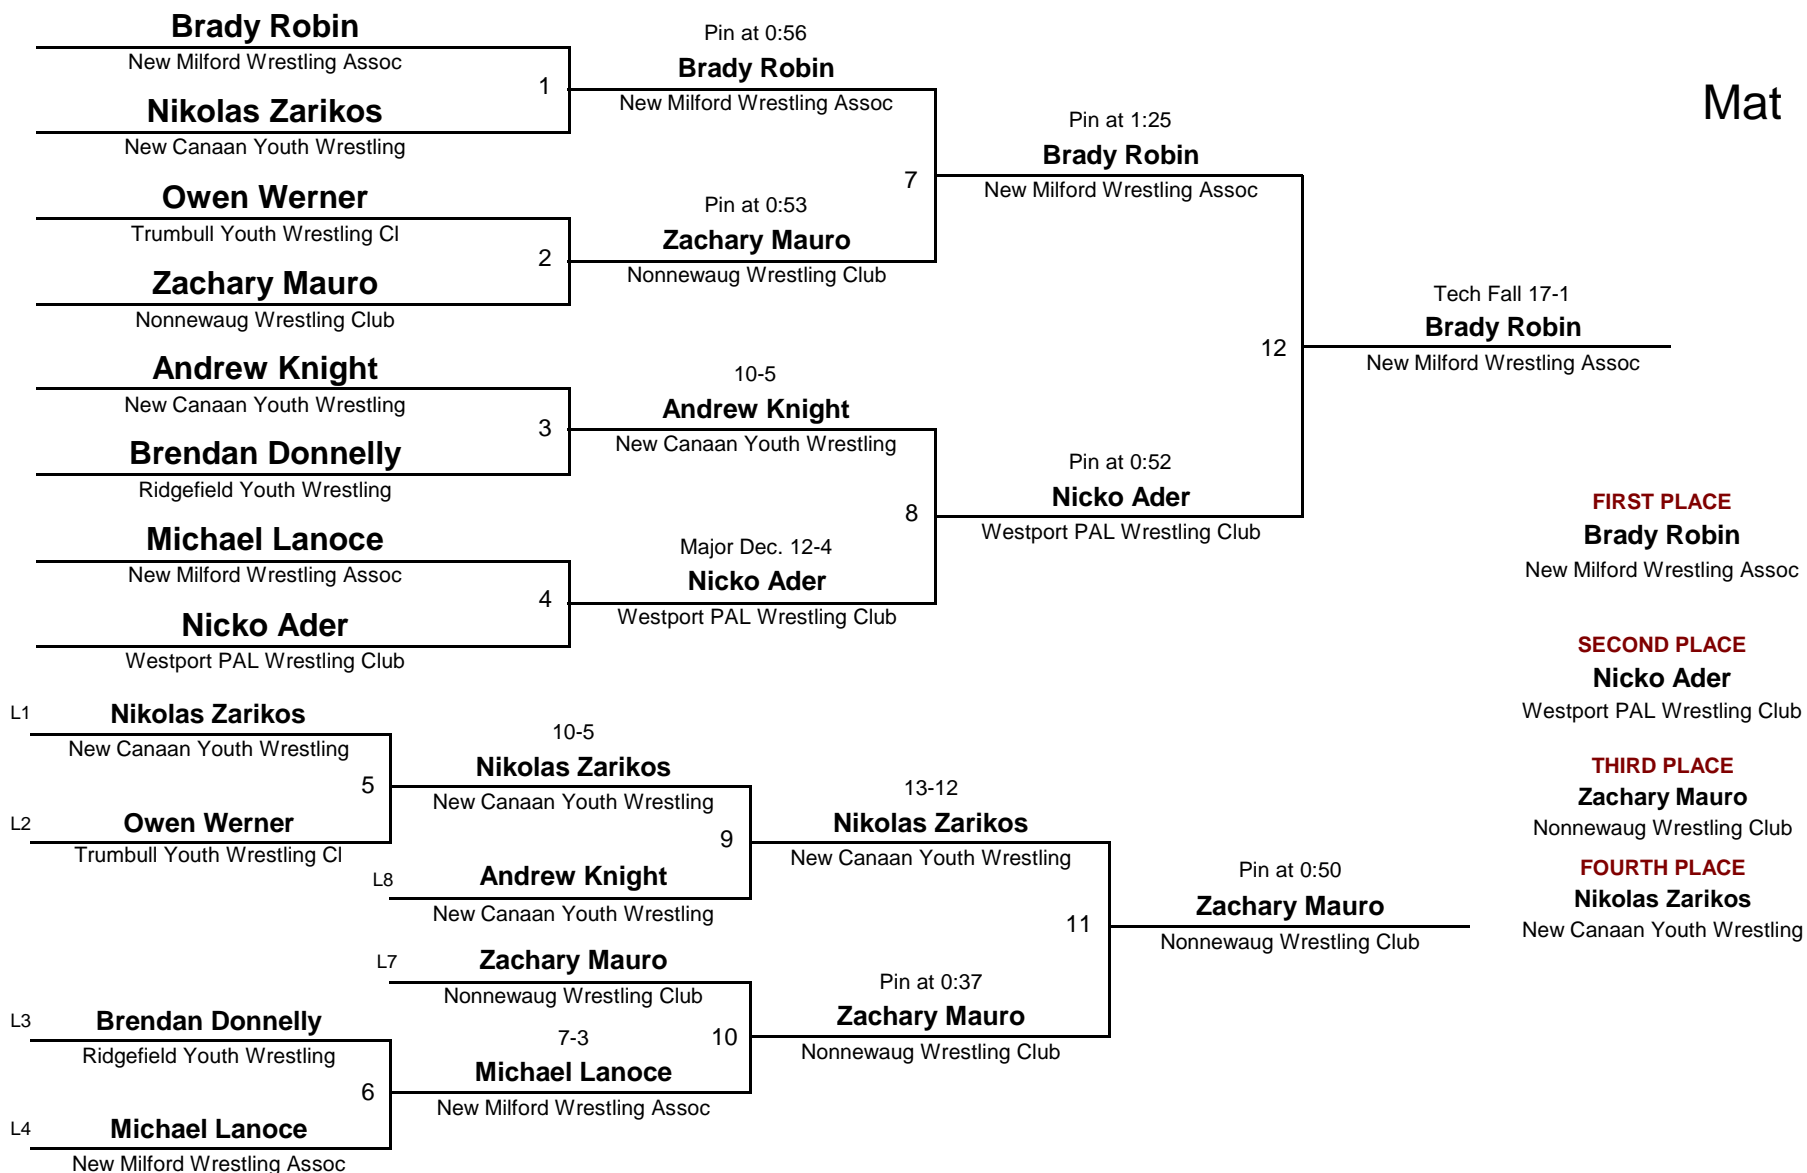 Brady Robin
New Milford Wrestling Assoc
1
Nikolas Zarikos
New Canaan Youth Wrestling
Owen Werner
Trumbull Youth Wrestling Cl
2
Zachary Mauro
Nonnewaug Wrestling Club
Andrew Knight
New Canaan Youth Wrestling
3
Brendan Donnelly
Ridgefield Youth Wrestling
Michael Lanoce
New Milford Wrestling Assoc
4
Nicko Ader
Westport PAL Wrestling Club
Pin at 0:56
Brady Robin
New Milford Wrestling Assoc
7
Pin at 0:53
Zachary Mauro
Nonnewaug Wrestling Club
10-5
Andrew Knight
New Canaan Youth Wrestling
8
Major Dec. 12-4
Nicko Ader
Westport PAL Wrestling Club
Pin at 1:25
Brady Robin
New Milford Wrestling Assoc
12
Pin at 0:52
Nicko Ader
Westport PAL Wrestling Club
Tech Fall 17-1
Brady Robin
New Milford Wrestling Assoc
Mat
FIRST PLACE
Brady Robin
New Milford Wrestling Assoc
SECOND PLACE
Nicko Ader
Westport PAL Wrestling Club
THIRD PLACE
Zachary Mauro
Nonnewaug Wrestling Club
FOURTH PLACE
Nikolas Zarikos
New Canaan Youth Wrestling
L1
Nikolas Zarikos
New Canaan Youth Wrestling
5
L2
Owen Werner
Trumbull Youth Wrestling Cl
L3
Brendan Donnelly
Ridgefield Youth Wrestling
6
L4
Michael Lanoce
New Milford Wrestling Assoc
10-5
Nikolas Zarikos
New Canaan Youth Wrestling
9
L8
Andrew Knight
New Canaan Youth Wrestling
L7
Zachary Mauro
Nonnewaug Wrestling Club
10
7-3
Michael Lanoce
New Milford Wrestling Assoc
13-12
Nikolas Zarikos
New Canaan Youth Wrestling
11
Pin at 0:37
Zachary Mauro
Nonnewaug Wrestling Club
Pin at 0:50
Zachary Mauro
Nonnewaug Wrestling Club